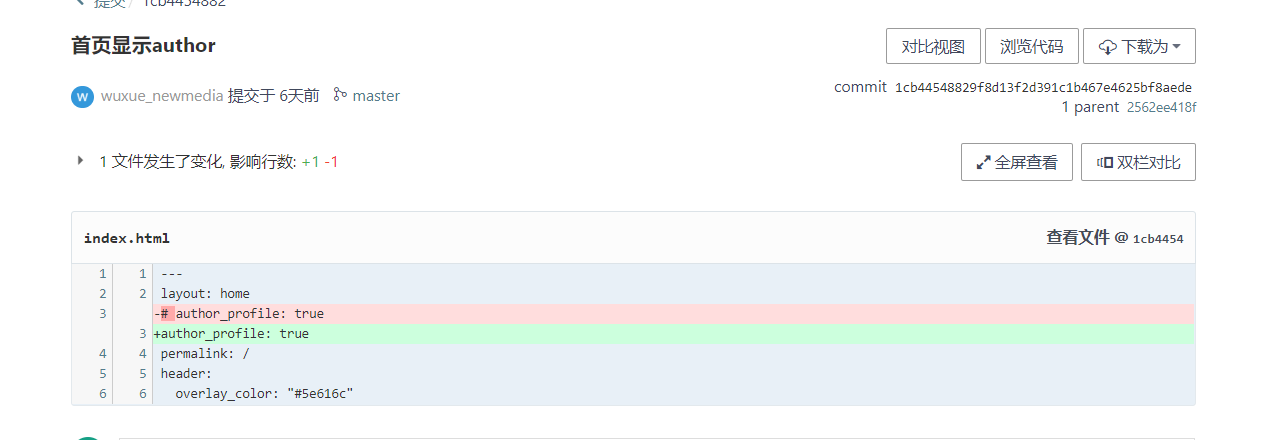 提交 / 1cb4454882
首页显示author
对比视图 浏览代码 下载为
W wuxue_newmedia 提交于 6天前 master
commit 1cb44548829f8d13f2d391c1b467e4625bf8aede
1 parent 2562ee418f
1 文件发生了变化, 影响行数: +1 -1
全屏查看 双栏对比
index.html 查看文件 @ 1cb4454
1 1 ---
2 2 layout: home
3 -# author_profile: true
3 +author_profile: true
4 4 permalink: /
5 5 header:
6 6 overlay_color: "#5e616c"